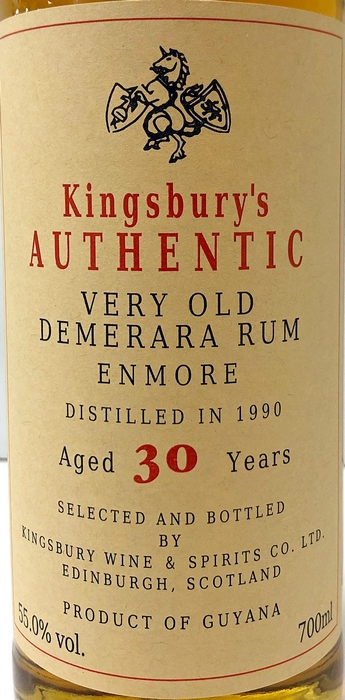 Kingsbury's
AUTHENTIC
VERY OLD
DEMERARA RUM
ENMORE
DISTILLED IN 1990
Aged 30 Years
SELECTED AND BOTTLED
BY
KINGSBURY WINE & SPIRITS CO. LTD.
EDINBURGH, SCOTLAND
PRODUCT OF GUYANA
55.0% vol. 700ml